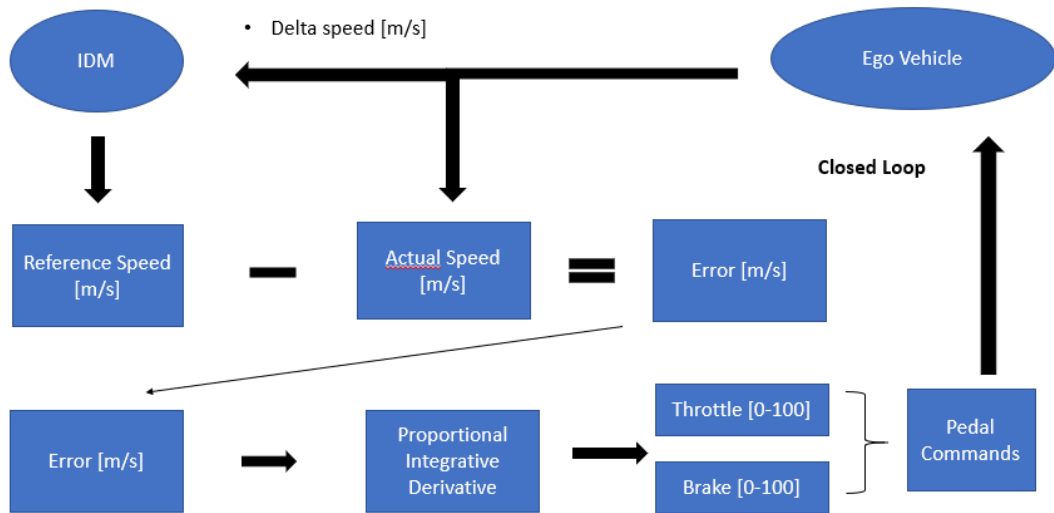 • Delta speed [m/s]
IDM
Ego Vehicle
Closed Loop
Reference Speed
[m/s]
Actual Speed
[m/s]
Error [m/s]
Error [m/s]
Proportional
Integrative
Derivative
Throttle [0-100]
Brake [0-100]
Pedal
Commands